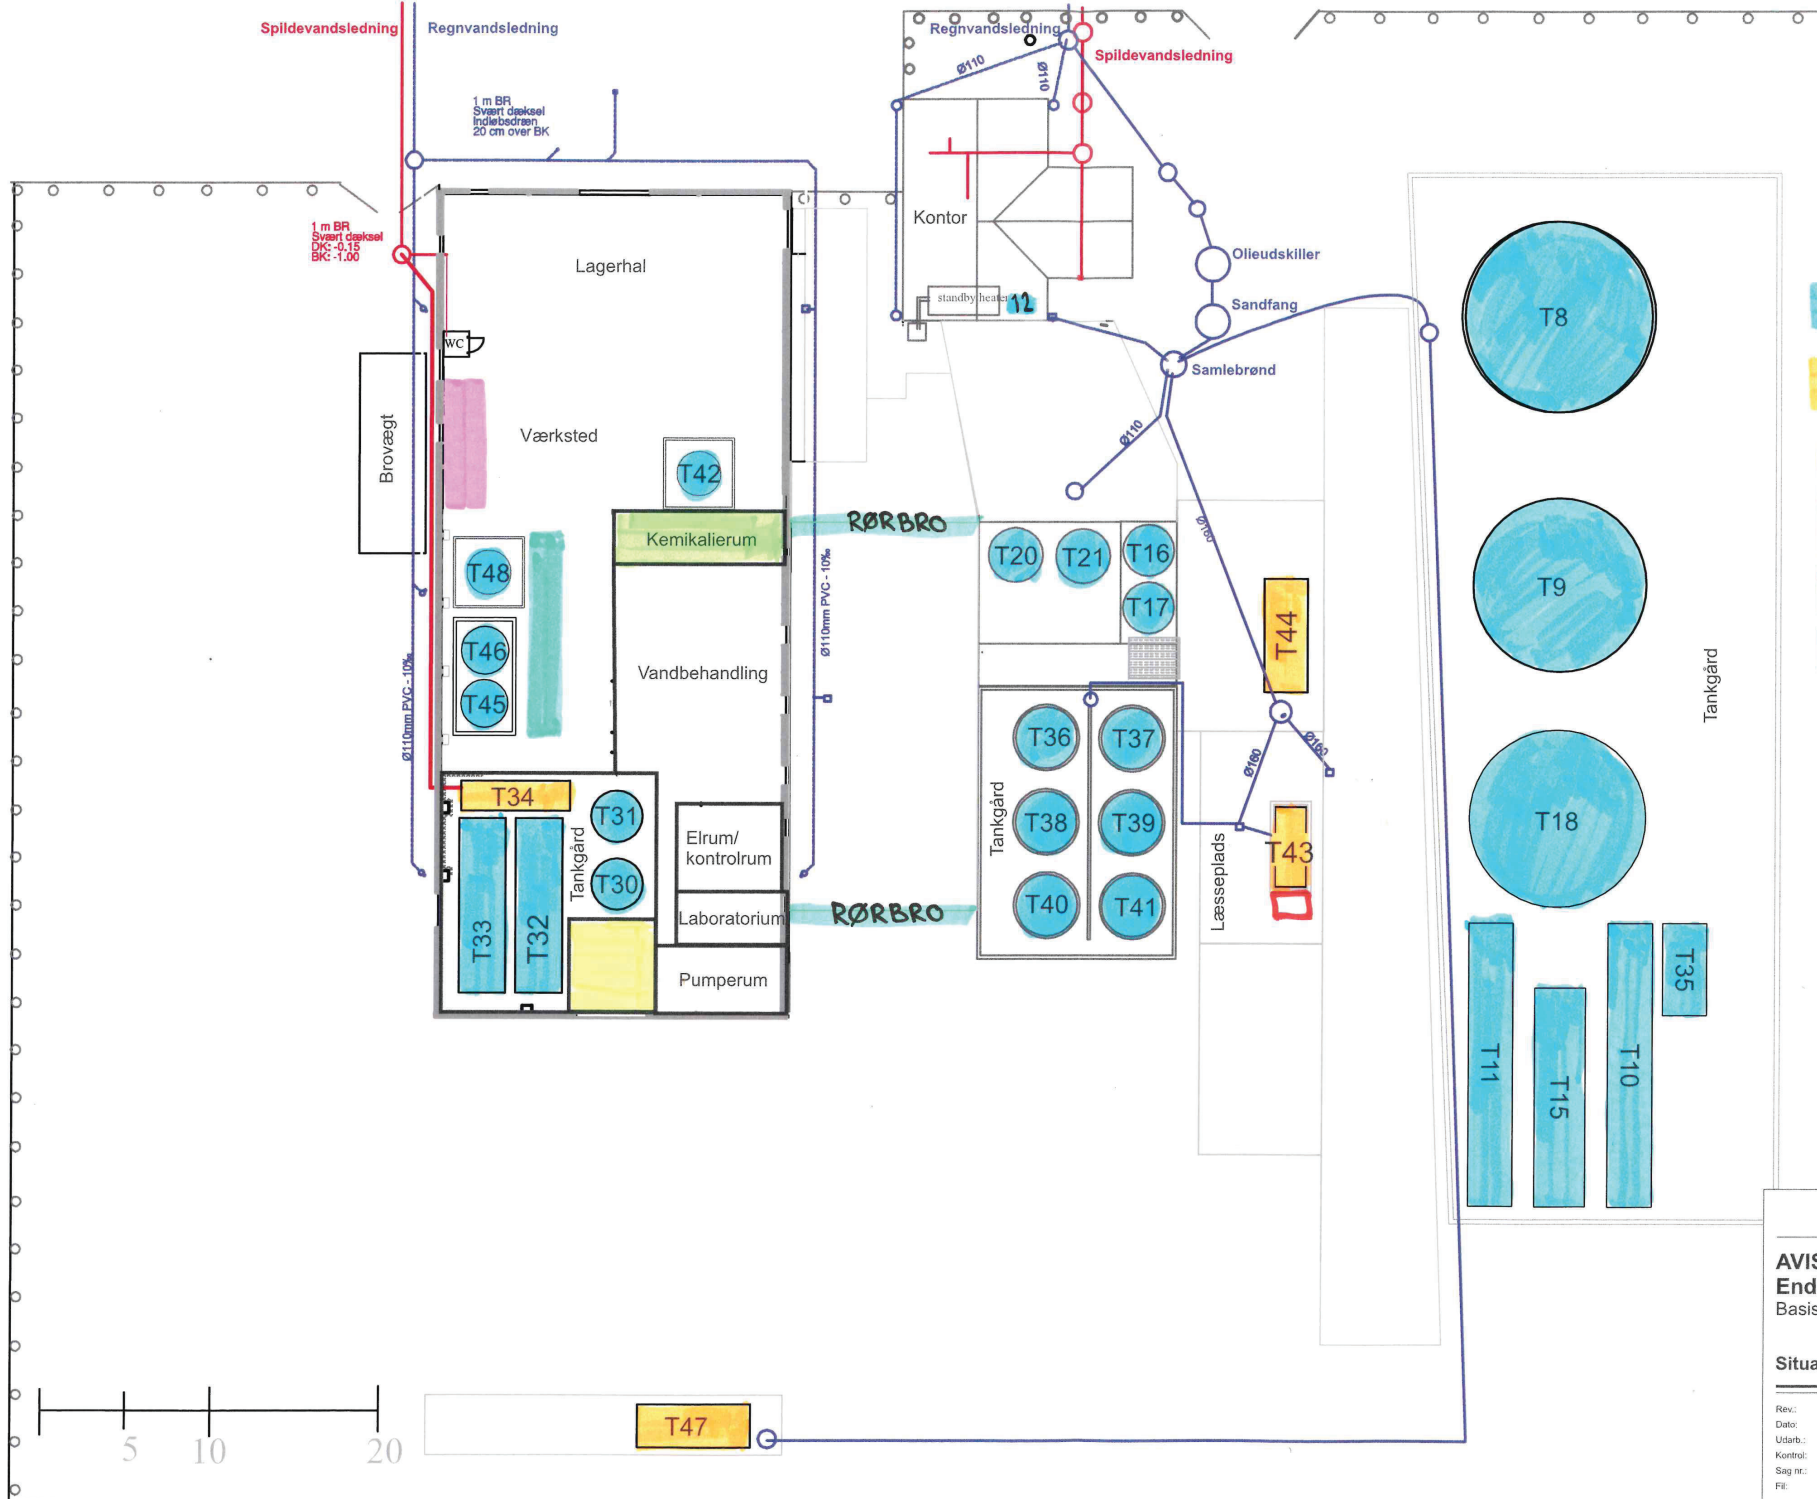 Spildevandsledning
Regnvandsledning
Regnvandsledning
Spildevandsledning
Ø110
Ø110
1 m BR
Svært dæksel
Indløbsdræn
20 cm over BK
1 m BR
Svært dæksel
DK: -0.15
BK: -1.00
Kontor
Lagerhal
Olieudskiller
standby heater
12
Sandfang
T8
WC
Samlebrønd
Brovægt
Værksted
Ø110
T42
RØRBRO
Kemikalierum
T20
T21
T16
T17
Ø160
T48
T9
T44
Ø110mm PVC - 10‰
T46
T45
Vandbehandling
Tankgård
Ø110mm PVC - 10‰
T36
T37
Ø160
Ø160
T34
T31
Tankgård
T38
T39
Tankgård
T18
Elrum/
kontrolrum
T43
Læsseplads
T30
T33
T32
Laboratorium
RØRBRO
T40
T41
Pumperum
T35
T11
T15
T10
AVIS
End
Basis
Situa
Rev.:
Dato:
Udarb.:
Kontrol:
Sag nr.:
Fil:
T47
5
10
20